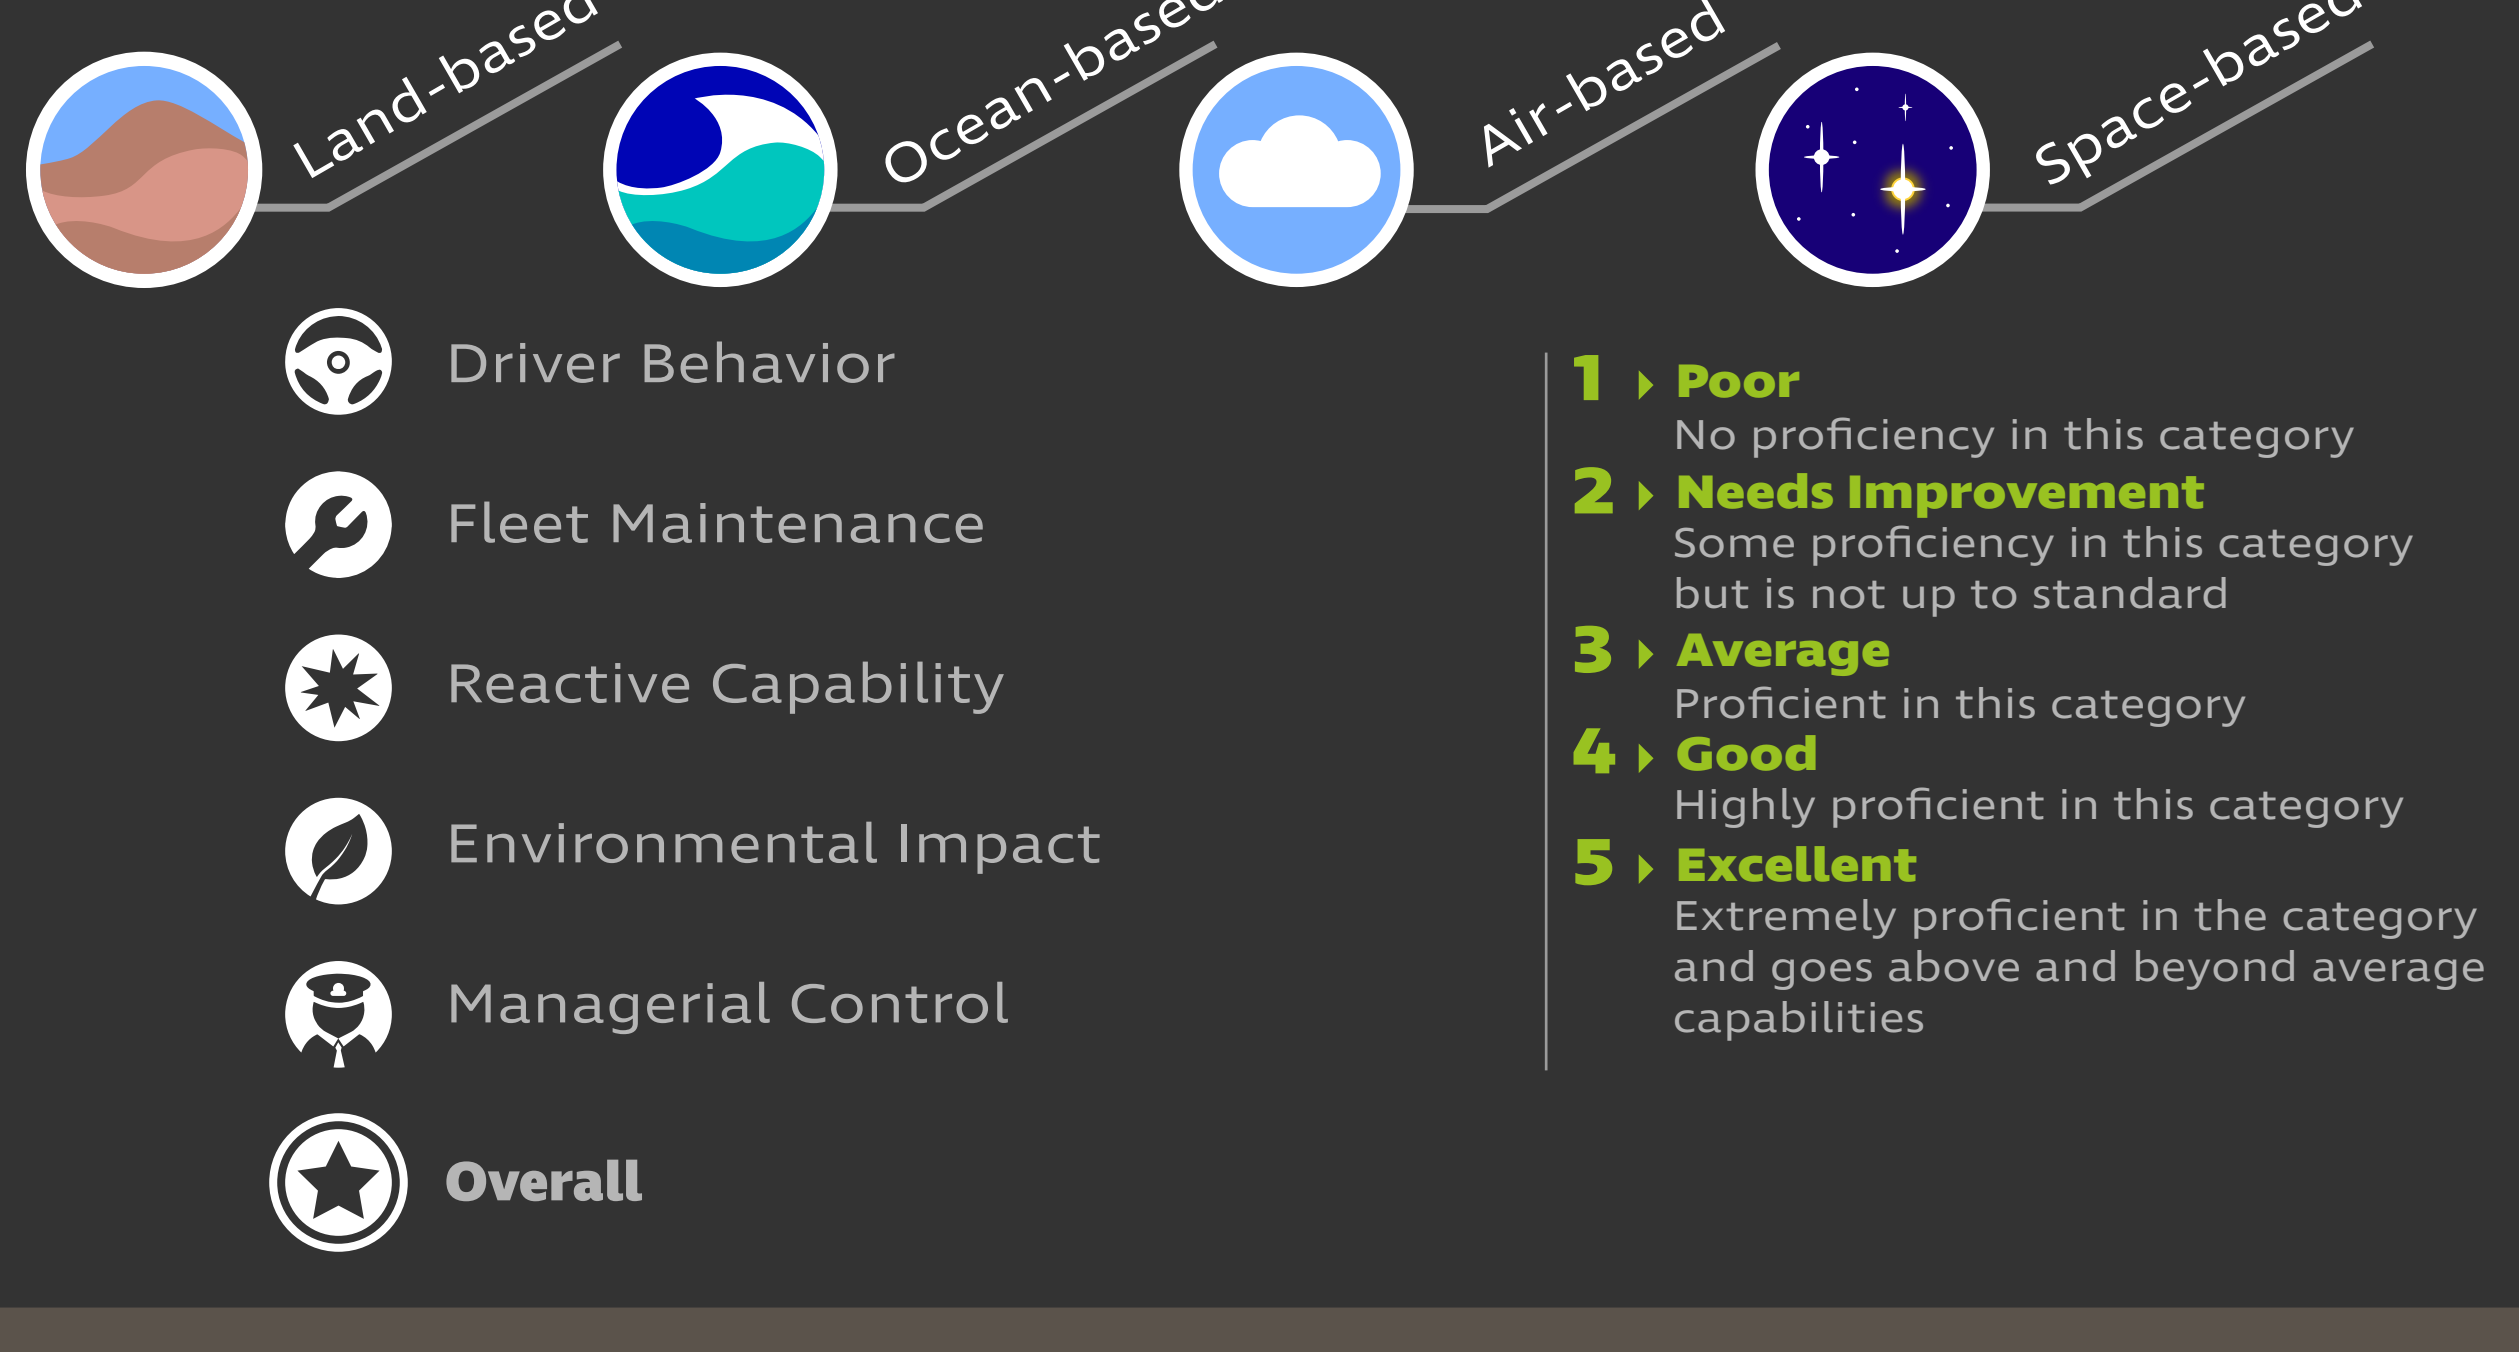 Land-based
Ocean-based
Air-based
Space-based
Driver Behavior
Fleet Maintenance
Reactive Capability
Environmental Impact
Managerial Control
Overall
1 Poor
No proficiency in this category
2 Needs Improvement
Some proficiency in this category
but is not up to standard
3 Average
Proficient in this category
4 Good
Highly proficient in this category
5 Excellent
Extremely proficient in the category
and goes above and beyond average
capabilities